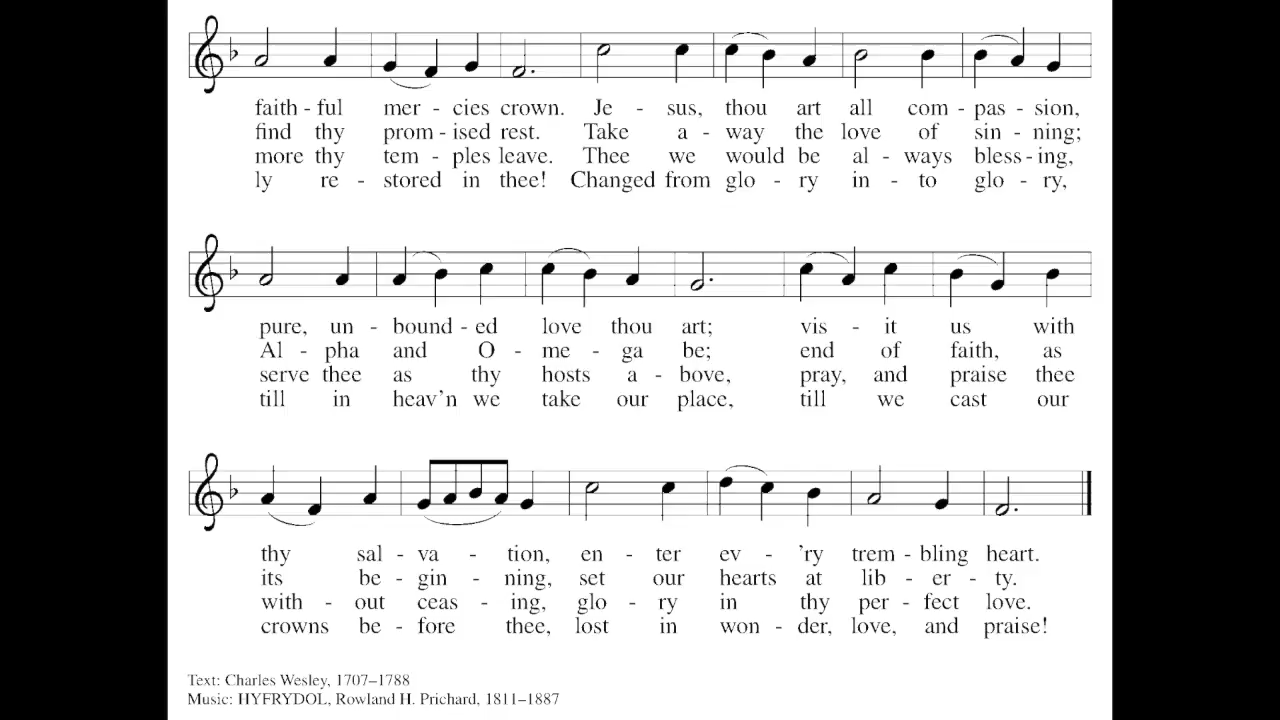 faith - ful mer - cies crown. Je - sus, thou art all com - pas - sion,
find thy prom - ised rest. Take a - way the love of sin - ning;
more thy tem - ples leave. Thee we would be al - ways bless - ing,
ly re - stored in thee! Changed from glo - ry in - to glo - ry,
pure, un - bound - ed love thou art; vis - it us with
Al - pha and O - me - ga be; end of faith, as
serve thee as thy hosts a - bove, pray, and praise thee
till in heav'n we take our place, till we cast our
thy sal - va - tion, en - ter ev - 'ry trem - bling heart.
its be - gin - ning, set our hearts at lib - er - ty.
with - out ceas - ing, glo - ry in thy per - fect love.
crowns be - fore thee, lost in won - der, love, and praise!
Text: Charles Wesley, 1707–1788
Music: HYFRYDOL, Rowland H. Prichard, 1811–1887